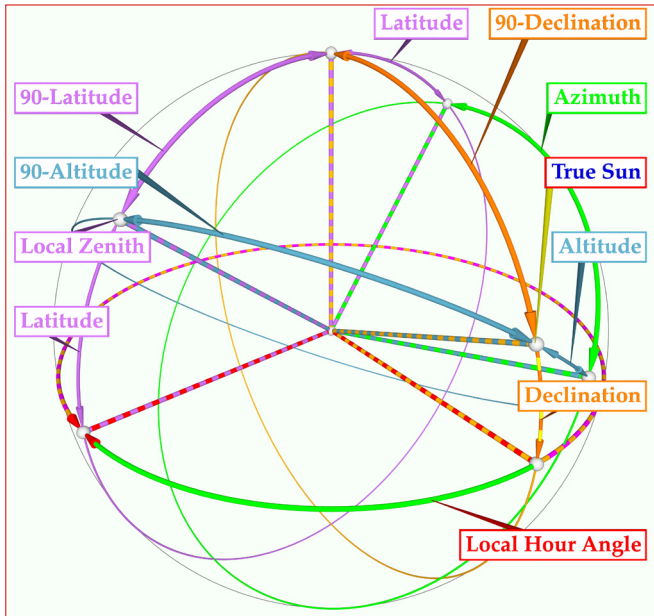 Latitude
90-Declination
90-Latitude
Azimuth
90-Altitude
True Sun
Local Zenith
Altitude
Latitude
Declination
Local Hour Angle